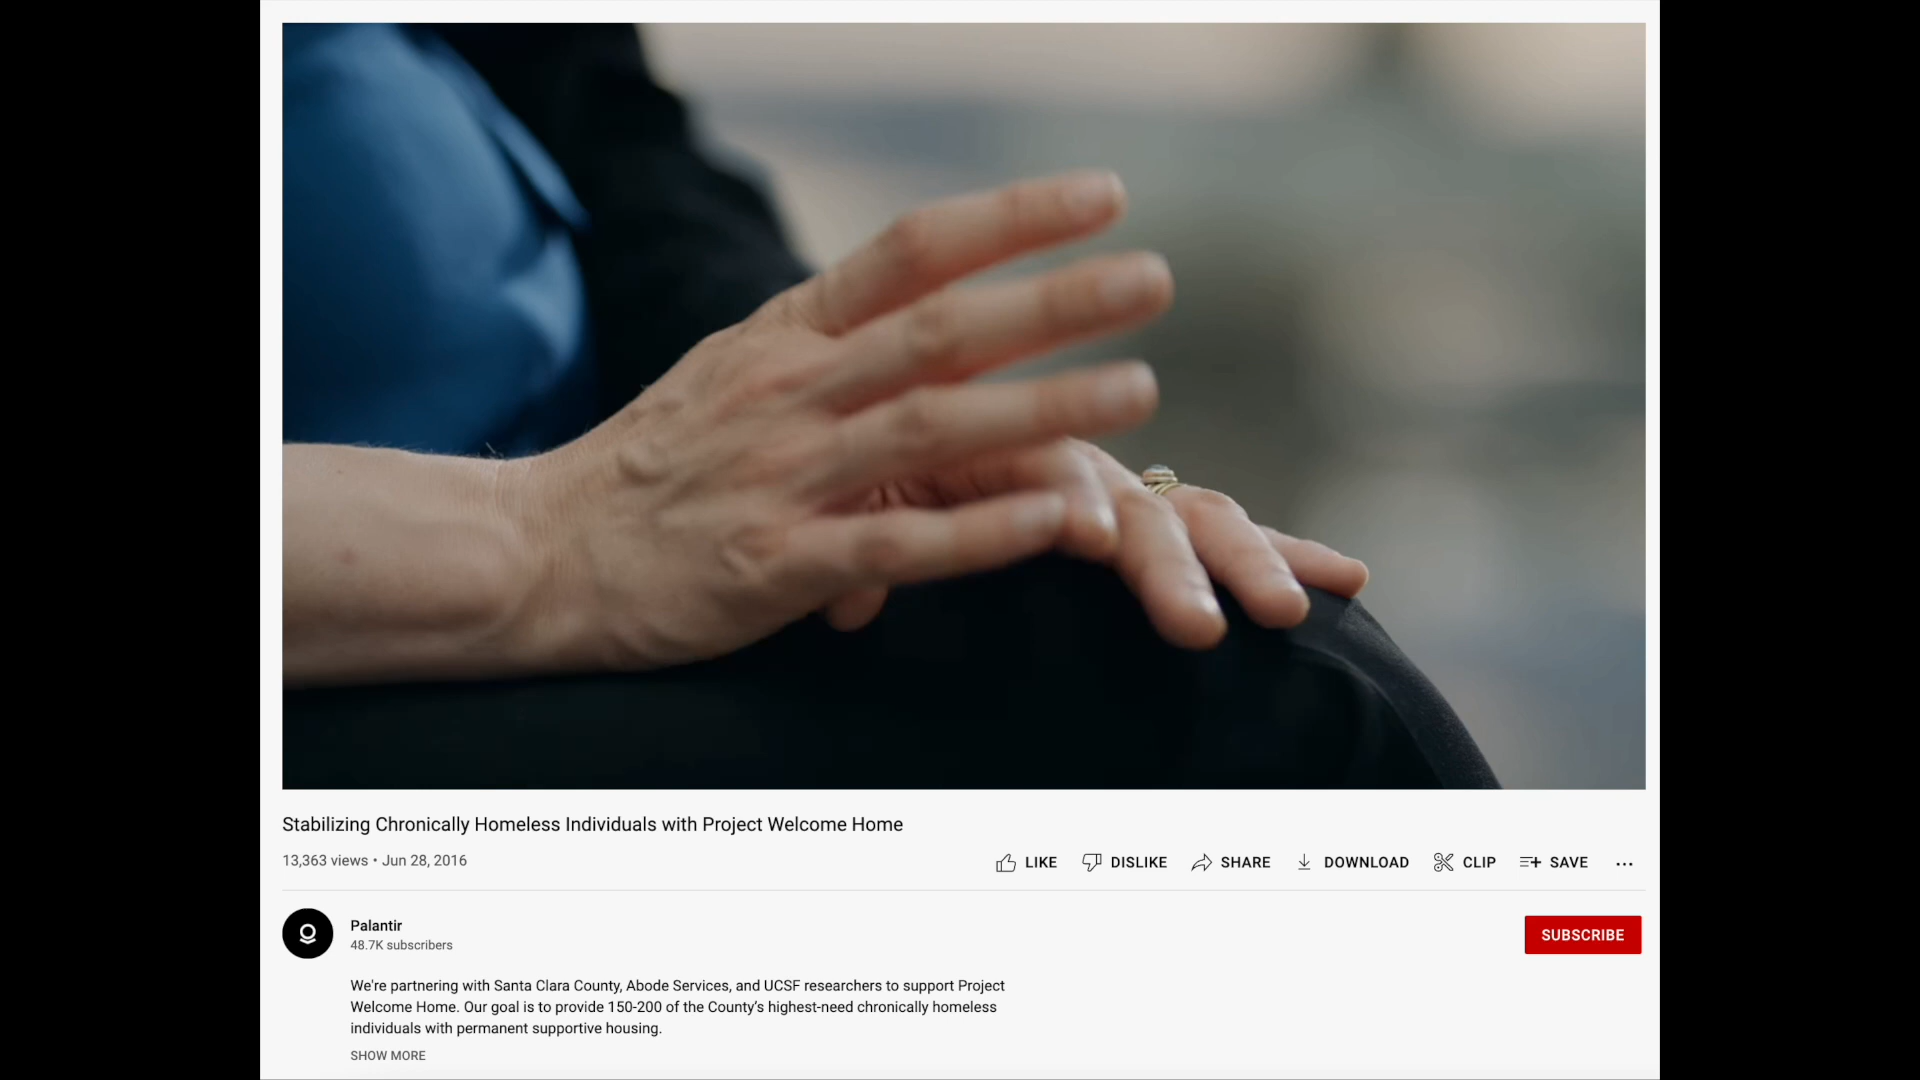 Stabilizing Chronically Homeless Individuals with Project Welcome Home
13,363 views • Jun 28, 2016
LIKE DISLIKE SHARE DOWNLOAD CLIP SAVE ...
Palantir
48.7K subscribers
SUBSCRIBE
We're partnering with Santa Clara County, Abode Services, and UCSF researchers to support Project
Welcome Home. Our goal is to provide 150-200 of the County’s highest-need chronically homeless
individuals with permanent supportive housing.
SHOW MORE